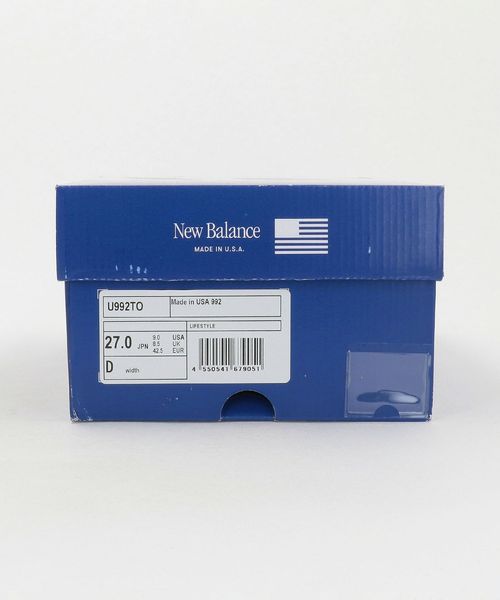 New Balance
MADE IN U.S.A.
U992TO
Made in USA 992
LIFESTYLE
27.0 JPN
9.0 USA
8.5 UK
42.5 EUR
D width
4 550541 679051